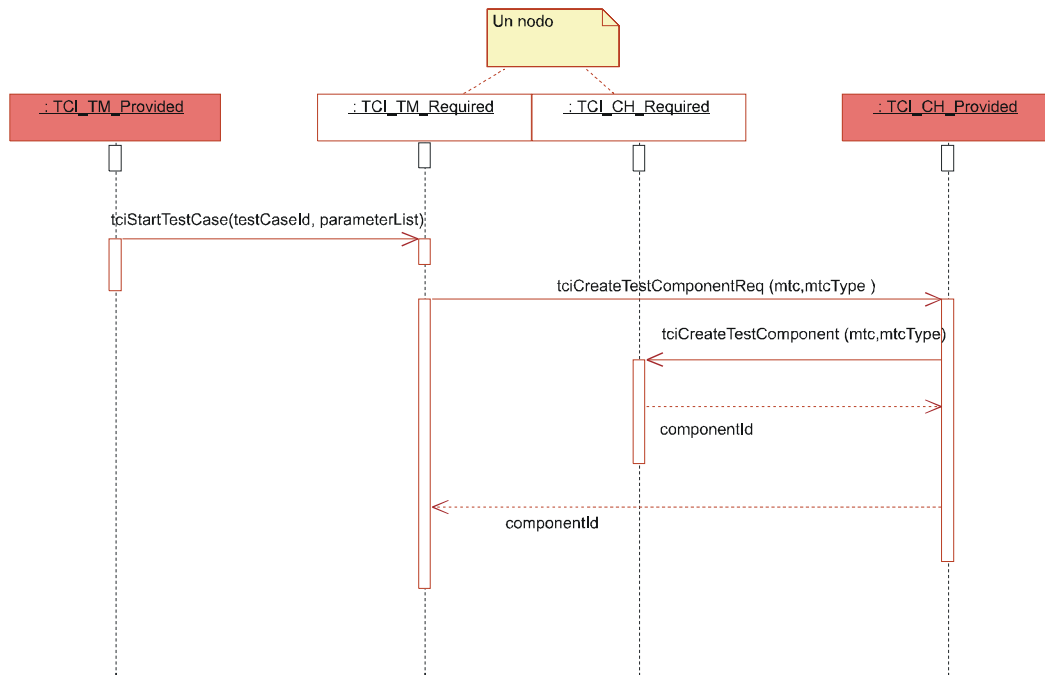 Un nodo
: TCI_TM_Provided
: TCI_TM_Required
: TCI_CH_Required
: TCI_CH_Provided
tciStartTestCase(testCaseId, parameterList)
tciCreateTestComponentReq (mtc,mtcType )
tciCreateTestComponent (mtc,mtcType)
componentId
componentId